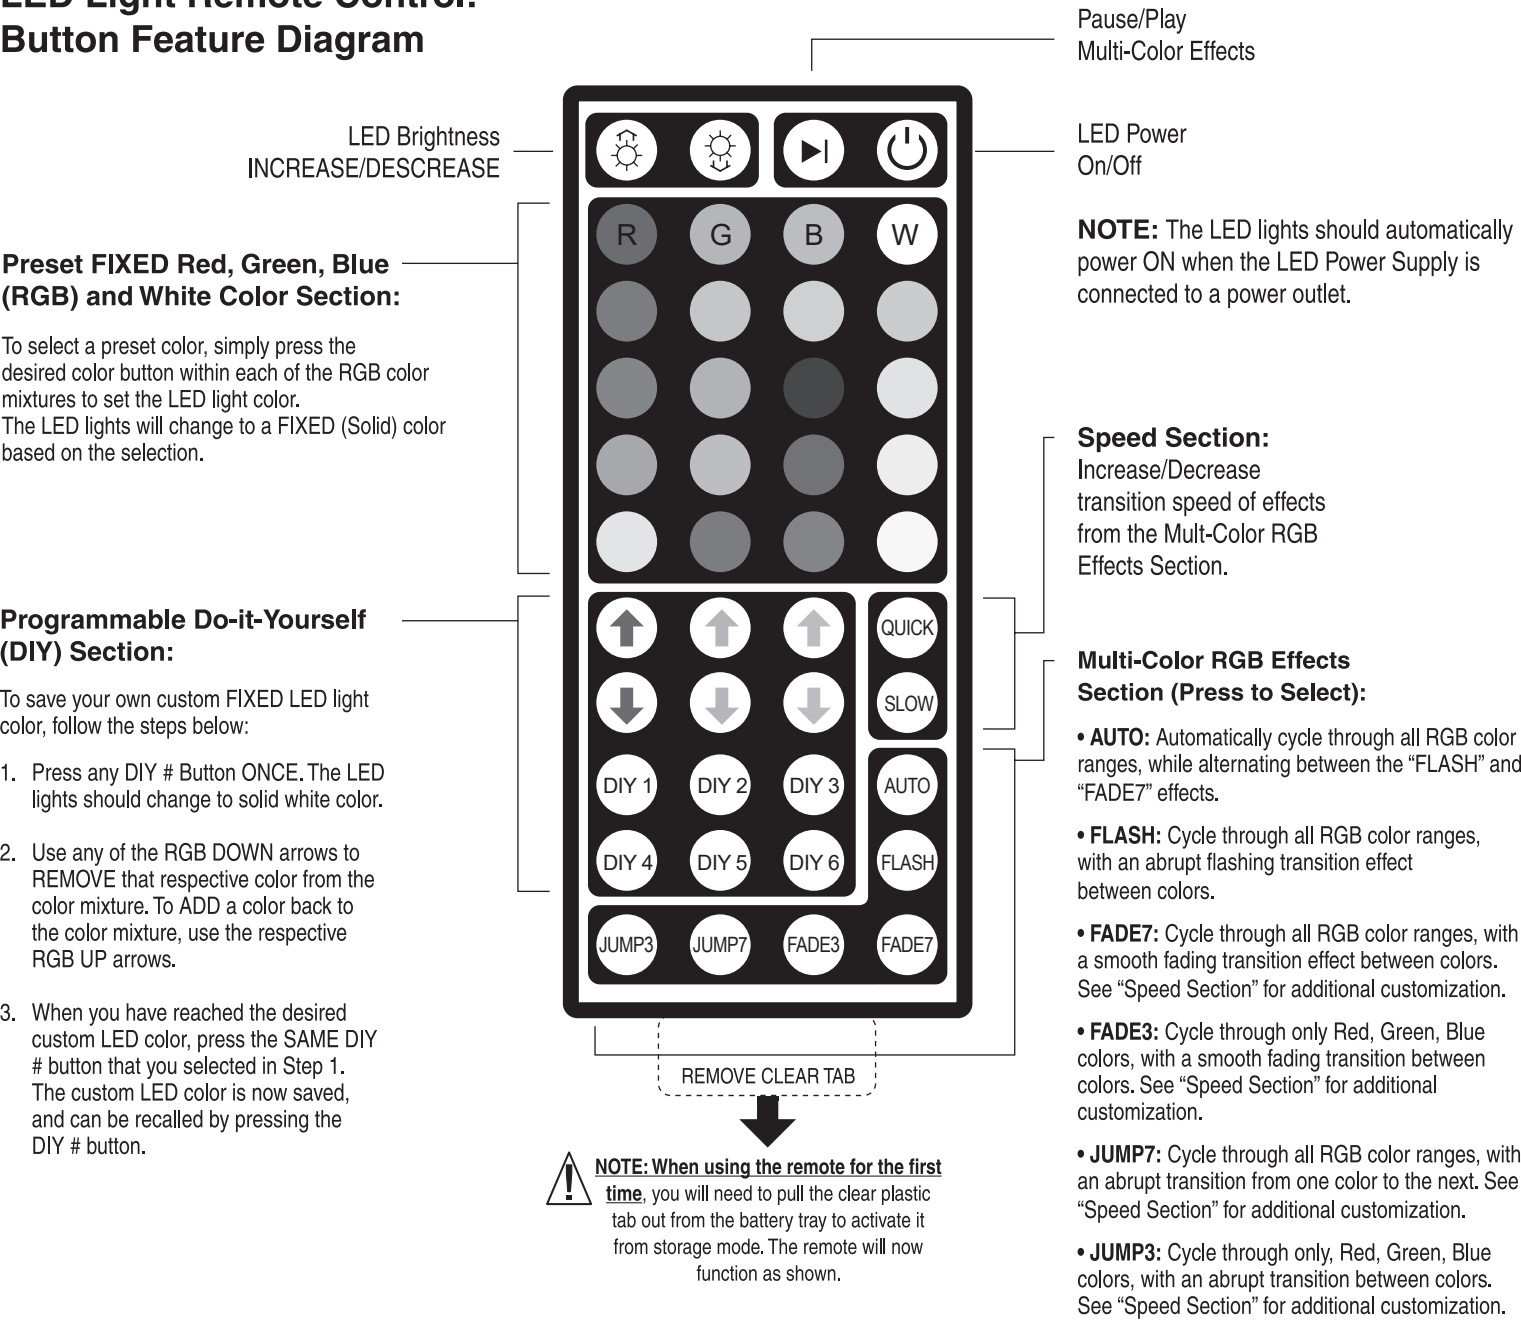 LED Light Remote Control:
Button Feature Diagram
Pause/Play
Multi-Color Effects
LED Brightness
INCREASE/DESCREASE
LED Power
On/Off
NOTE: The LED lights should automatically
power ON when the LED Power Supply is
connected to a power outlet.
Preset FIXED Red, Green, Blue
(RGB) and White Color Section:
To select a preset color, simply press the
desired color button within each of the RGB color
mixtures to set the LED light color.
The LED lights will change to a FIXED (Solid) color
based on the selection.
R G B W
Speed Section:
Increase/Decrease
transition speed of effects
from the Mult-Color RGB
Effects Section.
Programmable Do-it-Yourself
(DIY) Section:
To save your own custom FIXED LED light
color, follow the steps below:
1. Press any DIY # Button ONCE. The LED
lights should change to solid white color.
2. Use any of the RGB DOWN arrows to
REMOVE that respective color from the
color mixture. To ADD a color back to
the color mixture, use the respective
RGB UP arrows.
3. When you have reached the desired
custom LED color, press the SAME DIY
# button that you selected in Step 1.
The custom LED color is now saved,
and can be recalled by pressing the
DIY # button.
QUICK
SLOW
DIY 1 DIY 2 DIY 3 AUTO
DIY 4 DIY 5 DIY 6 FLASH
JUMP3 JUMP7 FADE3 FADE7
REMOVE CLEAR TAB
NOTE: When using the remote for the first
time, you will need to pull the clear plastic
tab out from the battery tray to activate it
from storage mode. The remote will now
function as shown.
Multi-Color RGB Effects
Section (Press to Select):
• AUTO: Automatically cycle through all RGB color
ranges, while alternating between the “FLASH” and
“FADE7” effects.
• FLASH: Cycle through all RGB color ranges,
with an abrupt flashing transition effect
between colors.
• FADE7: Cycle through all RGB color ranges, with
a smooth fading transition effect between colors.
See “Speed Section” for additional customization.
• FADE3: Cycle through only Red, Green, Blue
colors, with a smooth fading transition between
colors. See “Speed Section” for additional
customization.
• JUMP7: Cycle through all RGB color ranges, with
an abrupt transition from one color to the next. See
“Speed Section” for additional customization.
• JUMP3: Cycle through only, Red, Green, Blue
colors, with an abrupt transition between colors.
See “Speed Section” for additional customization.